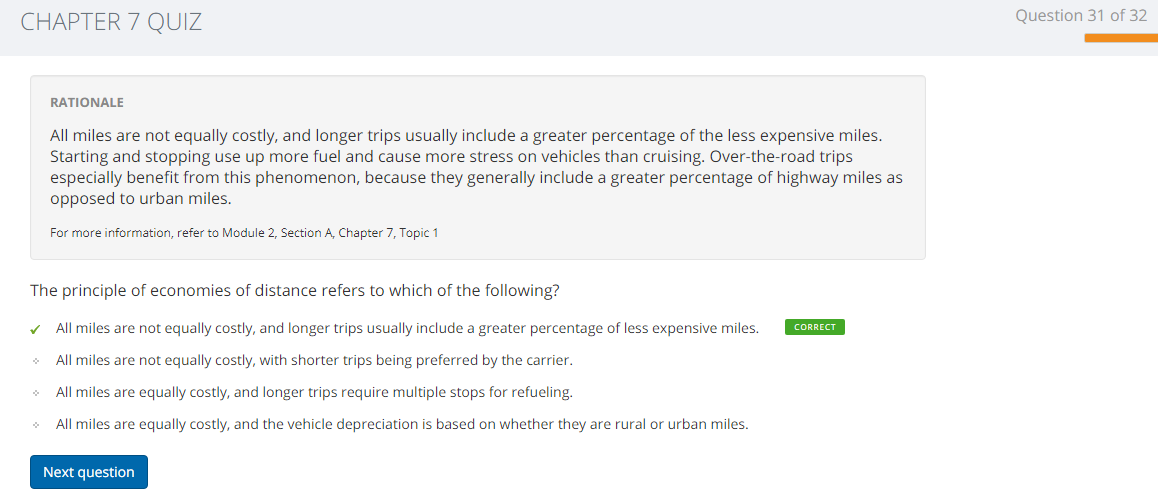 CHAPTER 7 QUIZ
Question 31 of 32
RATIONALE
All miles are not equally costly, and longer trips usually include a greater percentage of the less expensive miles.
Starting and stopping use up more fuel and cause more stress on vehicles than cruising. Over-the-road trips
especially benefit from this phenomenon, because they generally include a greater percentage of highway miles as
opposed to urban miles.
For more information, refer to Module 2, Section A, Chapter 7, Topic 1
The principle of economies of distance refers to which of the following?
All miles are not equally costly, and longer trips usually include a greater percentage of less expensive miles. CORRECT
All miles are not equally costly, with shorter trips being preferred by the carrier.
All miles are equally costly, and longer trips require multiple stops for refueling.
All miles are equally costly, and the vehicle depreciation is based on whether they are rural or urban miles.
Next question